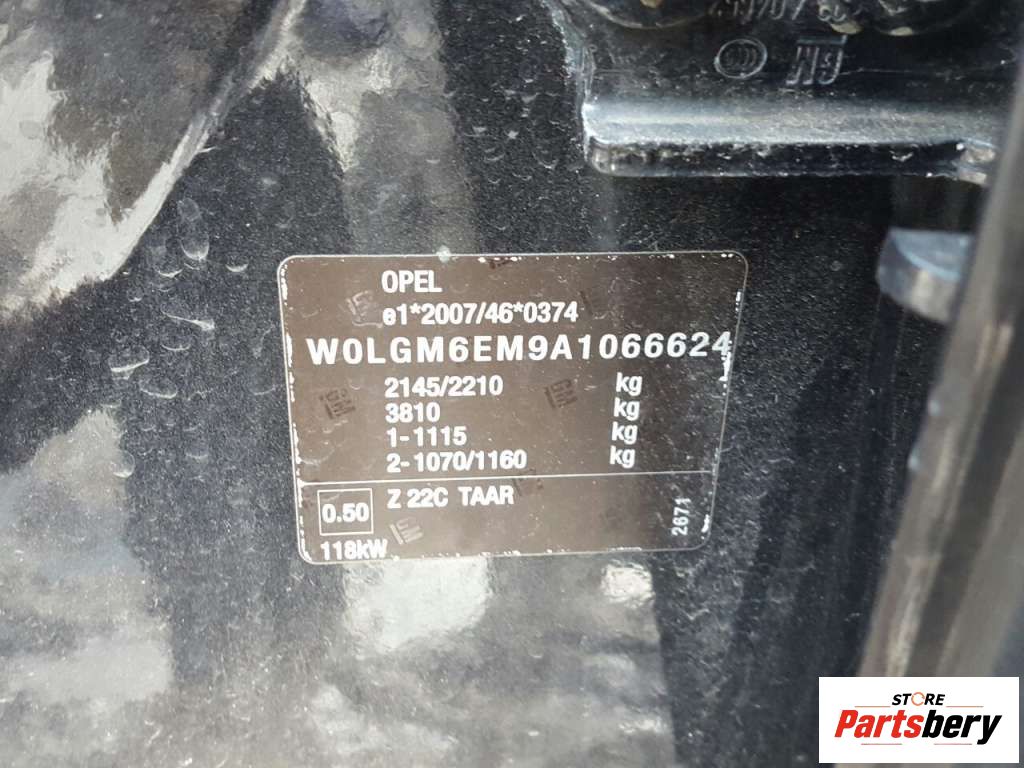 GM
OPEL
e1*2007/46*0374
W0LGM6EM9A1066624
2145/2210 kg
3810 kg
1-1115 kg
2-1070/1160 kg
0.50 Z 22C TAAR
118kW
2671
STORE
Partsbery